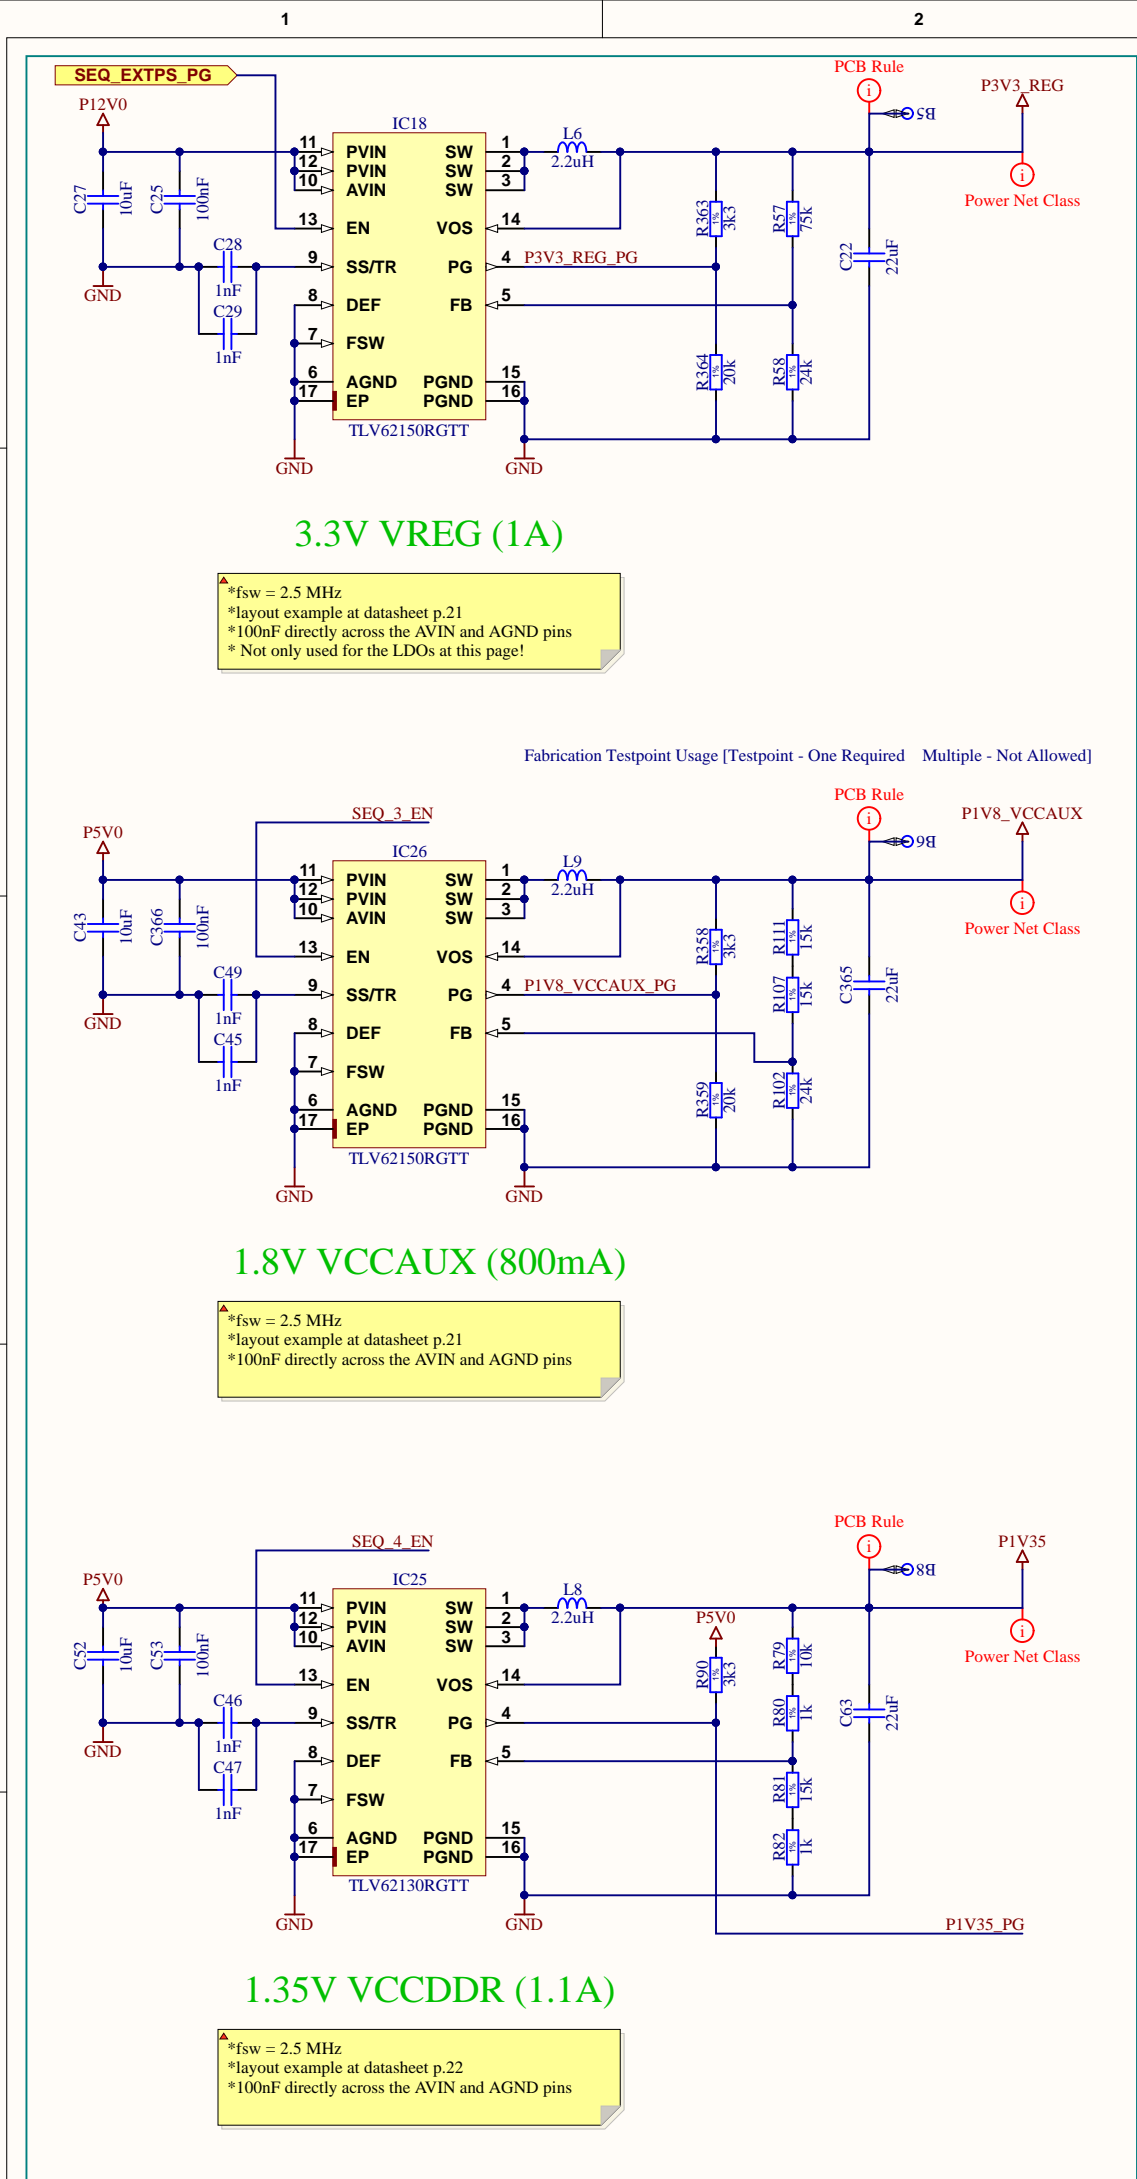 1
2
SEQ_EXTPS_PG
P12V0
C27
10uF
C25
100nF
C28
1nF
C29
1nF
GND
IC18
11 PVIN SW 1
12 PVIN SW 2
10 AVIN SW 3
13 EN VOS 14
9 SS/TR PG 4
8 DEF FB 5
7 FSW
6 AGND PGND 15
17 EP PGND 16
TLV62150RGTT
GND
GND
L6
2.2uH
P3V3_REG_PG
R363
1%
3k3
R57
1%
75k
R364
1%
20k
R58
1%
24k
C22
22uF
PCB Rule
i
B5
P3V3_REG
i
Power Net Class
3.3V VREG (1A)
*fsw = 2.5 MHz
*layout example at datasheet p.21
*100nF directly across the AVIN and AGND pins
* Not only used for the LDOs at this page!
Fabrication Testpoint Usage [Testpoint - One Required Multiple - Not Allowed]
SEQ_3_EN
P5V0
C43
10uF
C366
100nF
C49
1nF
C45
1nF
GND
IC26
11 PVIN SW 1
12 PVIN SW 2
10 AVIN SW 3
13 EN VOS 14
9 SS/TR PG 4
8 DEF FB 5
7 FSW
6 AGND PGND 15
17 EP PGND 16
TLV62150RGTT
GND
GND
L9
2.2uH
P1V8_VCCAUX_PG
R358
1%
3k3
R111
1%
15k
R107
1%
15k
R359
1%
20k
R102
1%
24k
C365
22uF
PCB Rule
i
B6
P1V8_VCCAUX
i
Power Net Class
1.8V VCCAUX (800mA)
*fsw = 2.5 MHz
*layout example at datasheet p.21
*100nF directly across the AVIN and AGND pins
SEQ_4_EN
P5V0
C52
10uF
C53
100nF
C46
1nF
C47
1nF
GND
IC25
11 PVIN SW 1
12 PVIN SW 2
10 AVIN SW 3
13 EN VOS 14
9 SS/TR PG 4
8 DEF FB 5
7 FSW
6 AGND PGND 15
17 EP PGND 16
TLV62130RGTT
GND
GND
L8
2.2uH
P5V0
R90
1%
3k3
R79
1%
10k
R80
1%
1k
R81
1%
15k
R82
1%
1k
C63
22uF
PCB Rule
i
B8
P1V35
i
Power Net Class
P1V35_PG
1.35V VCCDDR (1.1A)
*fsw = 2.5 MHz
*layout example at datasheet p.22
*100nF directly across the AVIN and AGND pins